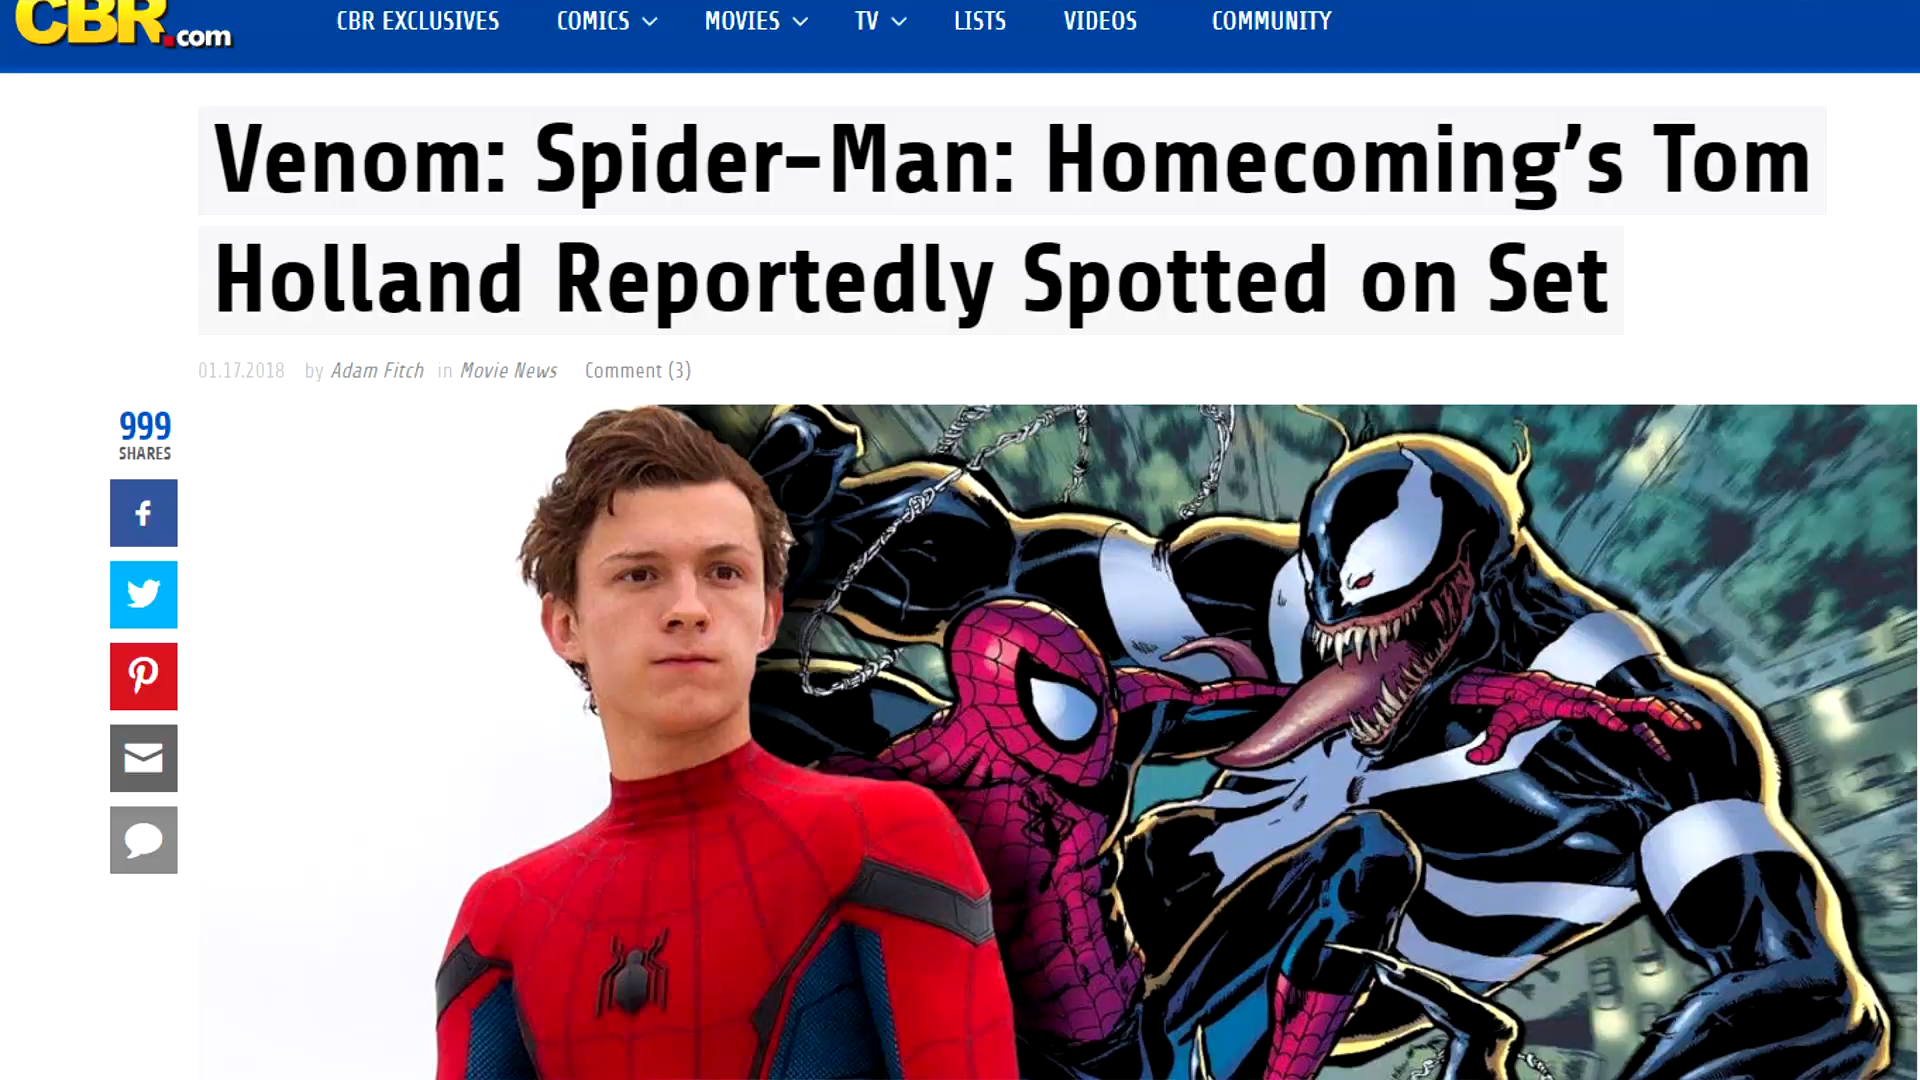 CBR.com
CBR EXCLUSIVES COMICS MOVIES TV LISTS VIDEOS COMMUNITY
Venom: Spider-Man: Homecoming’s Tom
Holland Reportedly Spotted on Set
01.17.2018 by Adam Fitch in Movie News Comment (3)
999
SHARES